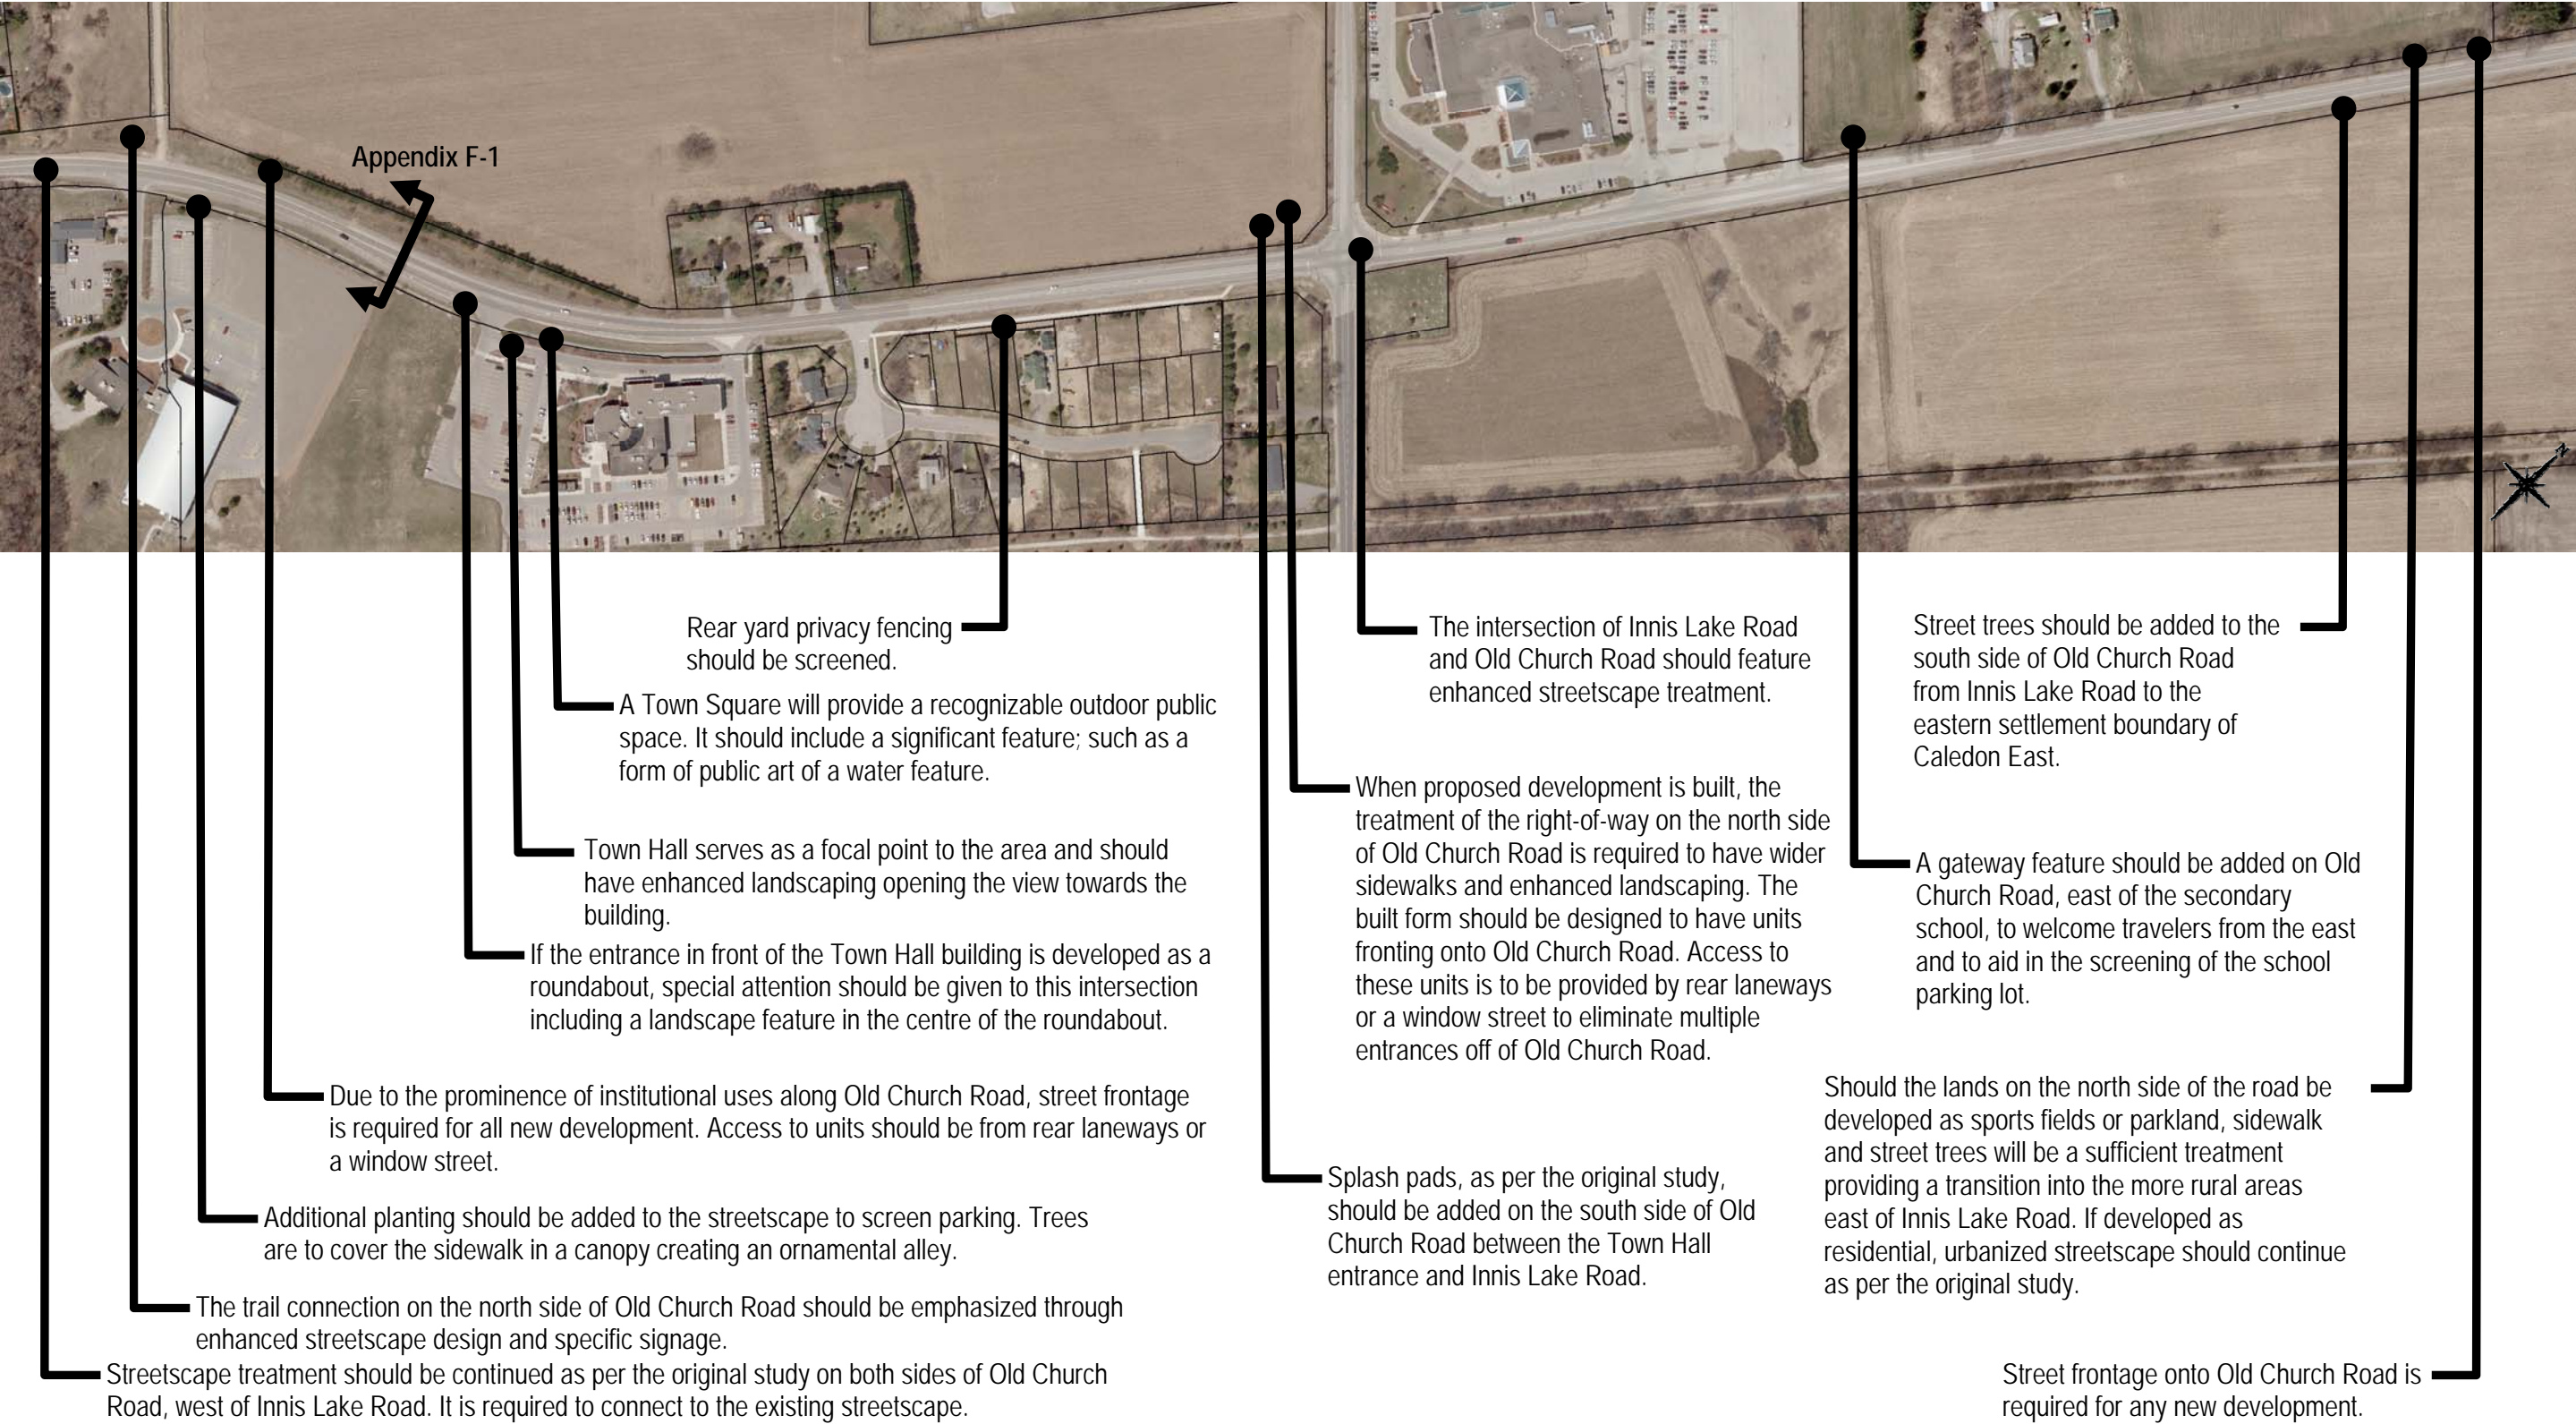 Appendix F-1
N
Rear yard privacy fencing
should be screened.
A Town Square will provide a recognizable outdoor public
space. It should include a significant feature; such as a
form of public art of a water feature.
Town Hall serves as a focal point to the area and should
have enhanced landscaping opening the view towards the
building.
If the entrance in front of the Town Hall building is developed as a
roundabout, special attention should be given to this intersection
including a landscape feature in the centre of the roundabout.
Due to the prominence of institutional uses along Old Church Road, street frontage
is required for all new development. Access to units should be from rear laneways or
a window street.
Additional planting should be added to the streetscape to screen parking. Trees
are to cover the sidewalk in a canopy creating an ornamental alley.
The trail connection on the north side of Old Church Road should be emphasized through
enhanced streetscape design and specific signage.
Streetscape treatment should be continued as per the original study on both sides of Old Church
Road, west of Innis Lake Road. It is required to connect to the existing streetscape.
The intersection of Innis Lake Road
and Old Church Road should feature
enhanced streetscape treatment.
When proposed development is built, the
treatment of the right-of-way on the north side
of Old Church Road is required to have wider
sidewalks and enhanced landscaping. The
built form should be designed to have units
fronting onto Old Church Road. Access to
these units is to be provided by rear laneways
or a window street to eliminate multiple
entrances off of Old Church Road.
Splash pads, as per the original study,
should be added on the south side of Old
Church Road between the Town Hall
entrance and Innis Lake Road.
Street trees should be added to the
south side of Old Church Road
from Innis Lake Road to the
eastern settlement boundary of
Caledon East.
A gateway feature should be added on Old
Church Road, east of the secondary
school, to welcome travelers from the east
and to aid in the screening of the school
parking lot.
Should the lands on the north side of the road be
developed as sports fields or parkland, sidewalk
and street trees will be a sufficient treatment
providing a transition into the more rural areas
east of Innis Lake Road. If developed as
residential, urbanized streetscape should continue
as per the original study.
Street frontage onto Old Church Road is
required for any new development.